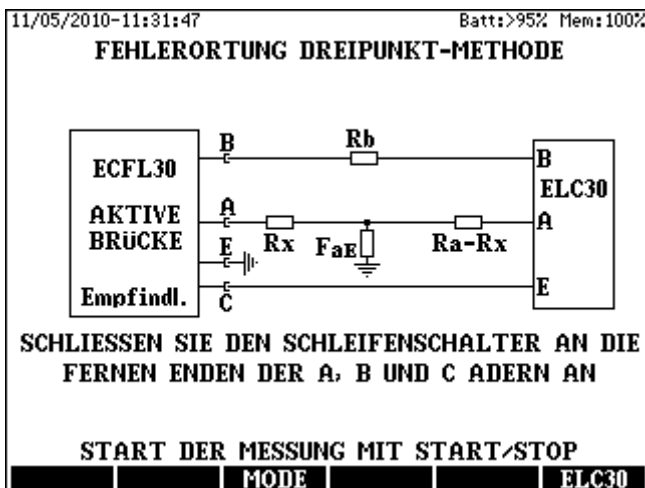 11/05/2010-11:31:47 Batt:>95% Mem:100%
FEHLERORTUNG DREIPUNKT-METHODE
B Rb B
ECFL30 ELC30
AKTIVE A A
BRÜCKE E Rx FaE Ra-Rx
Empfindl. C E
SCHLIESSEN SIE DEN SCHLEIFENSCHALTER AN DIE
FERNEN ENDEN DER A, B UND C ADERN AN
START DER MESSUNG MIT START/STOP
MODE ELC30